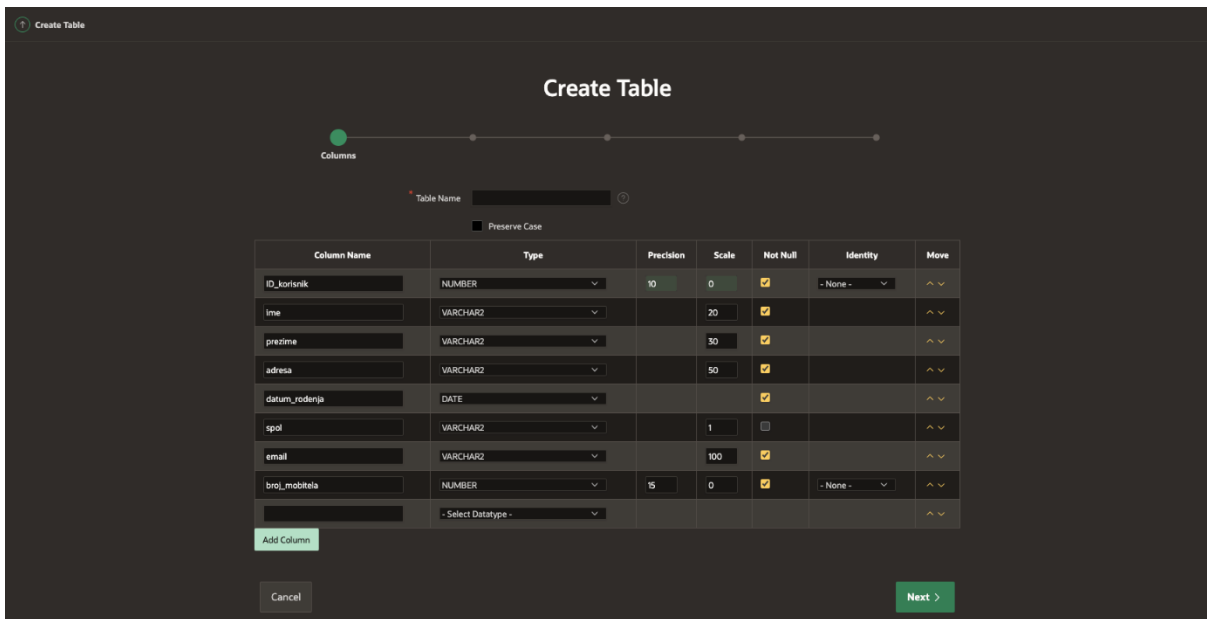 Create Table
Create Table
Columns
* Table Name
Preserve Case
Column Name Type Precision Scale Not Null Identity Move
ID_korisnik NUMBER 10 0 - None -
ime VARCHAR2 20
prezime VARCHAR2 30
adresa VARCHAR2 50
datum_rodenja DATE
spol VARCHAR2 1
email VARCHAR2 100
broj_mobitela NUMBER 15 0 - None -
- Select Datatype -
Add Column
Cancel Next >